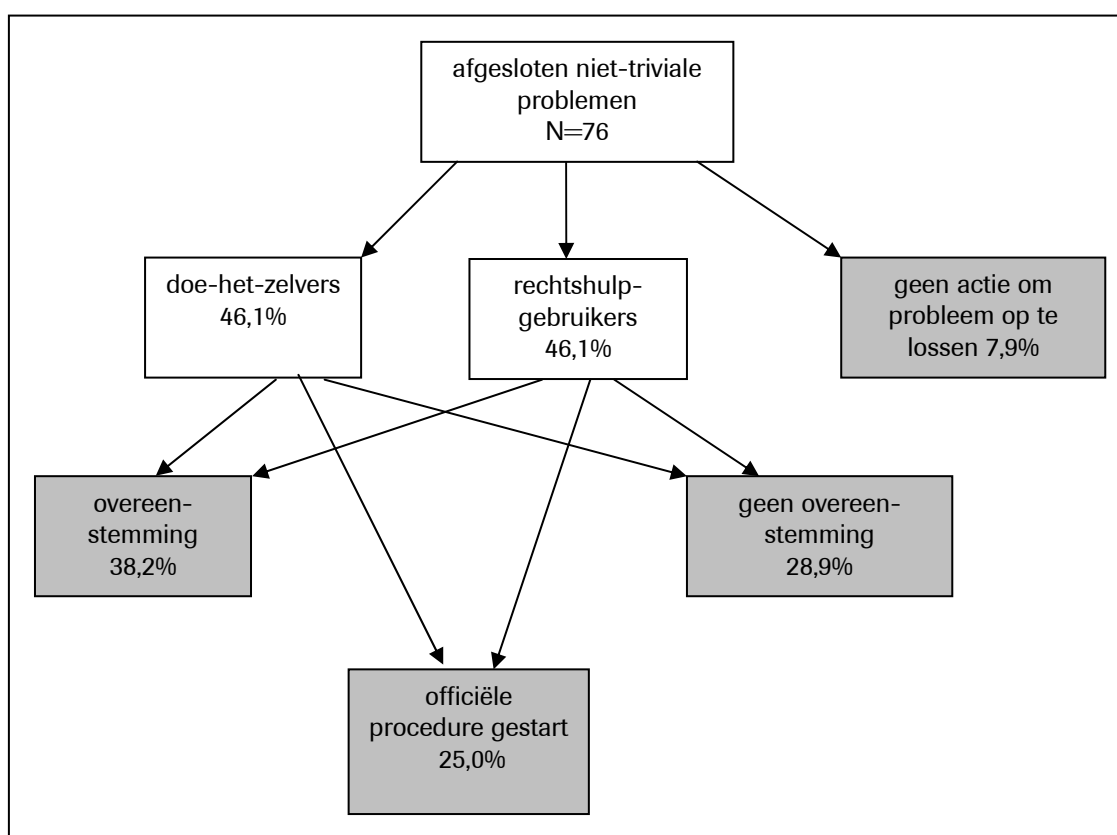 afgesloten niet-triviale
problemen
N=76
doe-het-zelvers
46,1%
rechtshulp-
gebruikers
46,1%
geen actie om
probleem op te
lossen 7,9%
overeen-
stemming
38,2%
geen overeen-
stemming
28,9%
officiële
procedure gestart
25,0%